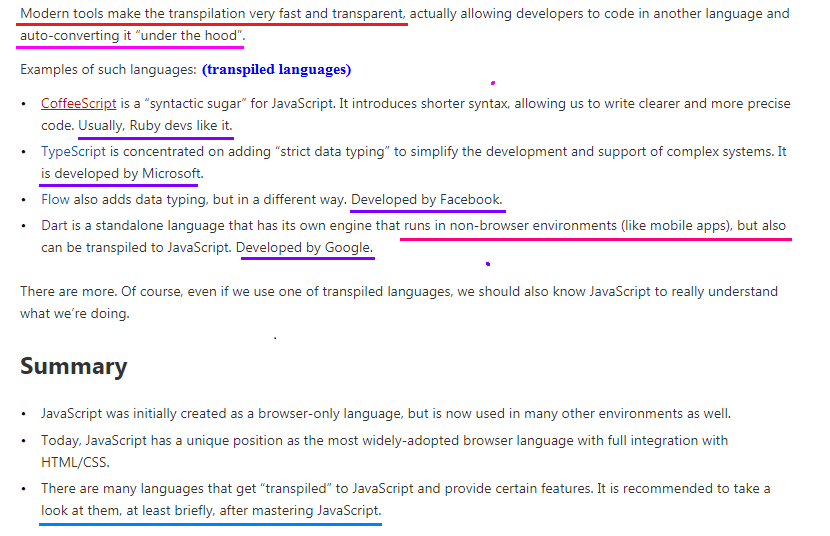 Modern tools make the transpilation very fast and transparent, actually allowing developers to code in another language and
auto-converting it “under the hood”.
Examples of such languages: (transpiled languages)
• CoffeeScript is a “syntactic sugar” for JavaScript. It introduces shorter syntax, allowing us to write clearer and more precise
code. Usually, Ruby devs like it.
• TypeScript is concentrated on adding “strict data typing” to simplify the development and support of complex systems. It
is developed by Microsoft.
• Flow also adds data typing, but in a different way. Developed by Facebook.
• Dart is a standalone language that has its own engine that runs in non-browser environments (like mobile apps), but also
can be transpiled to JavaScript. Developed by Google.
There are more. Of course, even if we use one of transpiled languages, we should also know JavaScript to really understand
what we’re doing.
Summary
• JavaScript was initially created as a browser-only language, but is now used in many other environments as well.
• Today, JavaScript has a unique position as the most widely-adopted browser language with full integration with
HTML/CSS.
• There are many languages that get “transpiled” to JavaScript and provide certain features. It is recommended to take a
look at them, at least briefly, after mastering JavaScript.